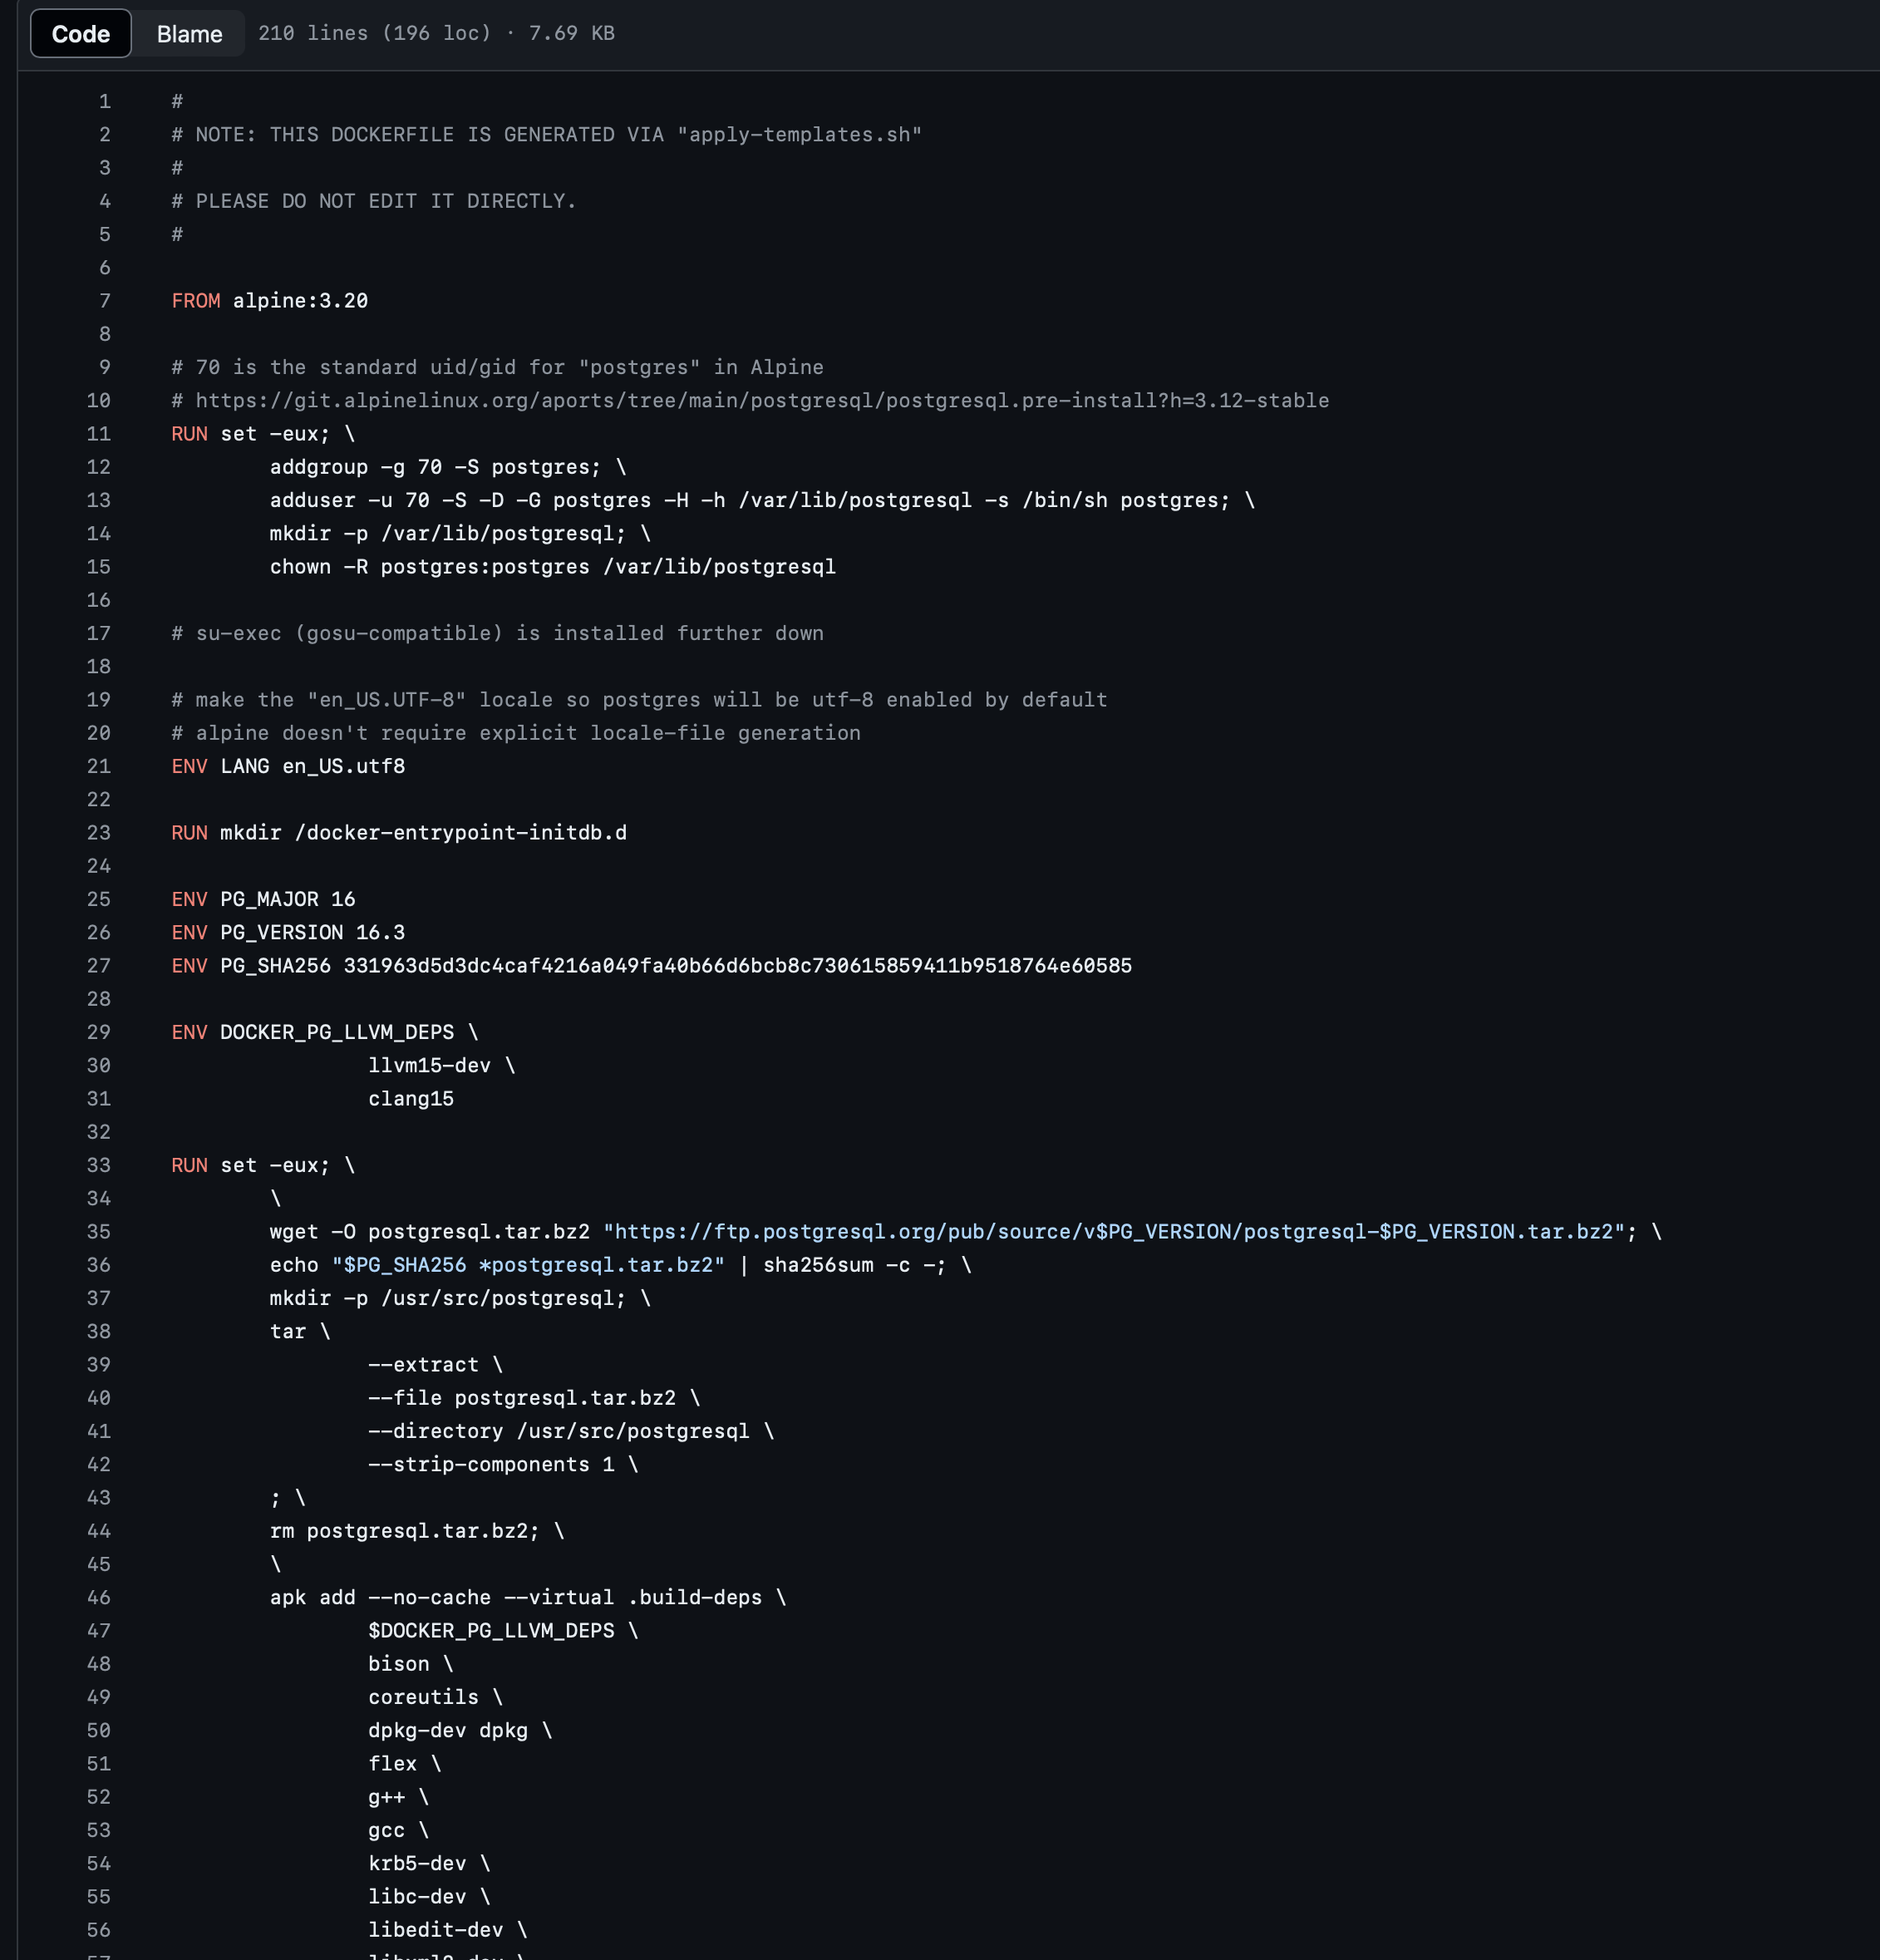 Code Blame 210 lines (196 loc) · 7.69 KB
1 #
2 # NOTE: THIS DOCKERFILE IS GENERATED VIA "apply-templates.sh"
3 #
4 # PLEASE DO NOT EDIT IT DIRECTLY.
5 #
6
7 FROM alpine:3.20
8
9 # 70 is the standard uid/gid for "postgres" in Alpine
10 # https://git.alpinelinux.org/aports/tree/main/postgresql/postgresql.pre-install?h=3.12-stable
11 RUN set -eux; \
12 addgroup -g 70 -S postgres; \
13 adduser -u 70 -S -D -G postgres -H -h /var/lib/postgresql -s /bin/sh postgres; \
14 mkdir -p /var/lib/postgresql; \
15 chown -R postgres:postgres /var/lib/postgresql
16
17 # su-exec (gosu-compatible) is installed further down
18
19 # make the "en_US.UTF-8" locale so postgres will be utf-8 enabled by default
20 # alpine doesn't require explicit locale-file generation
21 ENV LANG en_US.utf8
22
23 RUN mkdir /docker-entrypoint-initdb.d
24
25 ENV PG_MAJOR 16
26 ENV PG_VERSION 16.3
27 ENV PG_SHA256 331963d5d3dc4caf4216a049fa40b66d6bcb8c730615859411b9518764e60585
28
29 ENV DOCKER_PG_LLVM_DEPS \
30 llvm15-dev \
31 clang15
32
33 RUN set -eux; \
34 \
35 wget -O postgresql.tar.bz2 "https://ftp.postgresql.org/pub/source/v$PG_VERSION/postgresql-$PG_VERSION.tar.bz2"; \
36 echo "$PG_SHA256 *postgresql.tar.bz2" | sha256sum -c -; \
37 mkdir -p /usr/src/postgresql; \
38 tar \
39 --extract \
40 --file postgresql.tar.bz2 \
41 --directory /usr/src/postgresql \
42 --strip-components 1 \
43 ; \
44 rm postgresql.tar.bz2; \
45 \
46 apk add --no-cache --virtual .build-deps \
47 $DOCKER_PG_LLVM_DEPS \
48 bison \
49 coreutils \
50 dpkg-dev dpkg \
51 flex \
52 g++ \
53 gcc \
54 krb5-dev \
55 libc-dev \
56 libedit-dev \